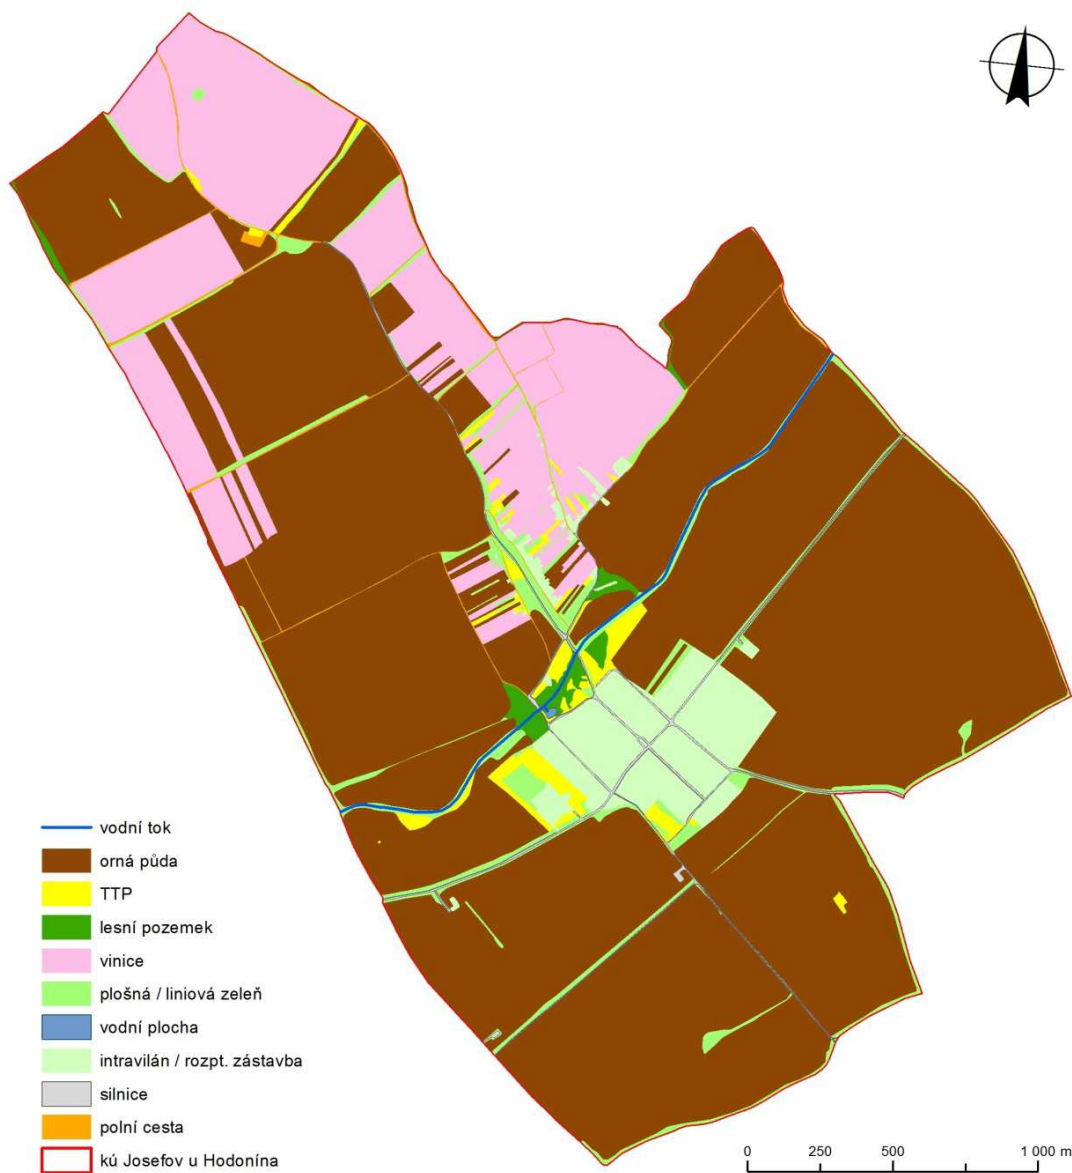 vodní tok
orná půda
TTP
lesní pozemek
vinice
plošná / liniová zeleň
vodní plocha
intravilán / rozpt. zástavba
silnice
polní cesta
kú Josefov u Hodonína
0 250 500 1 000 m